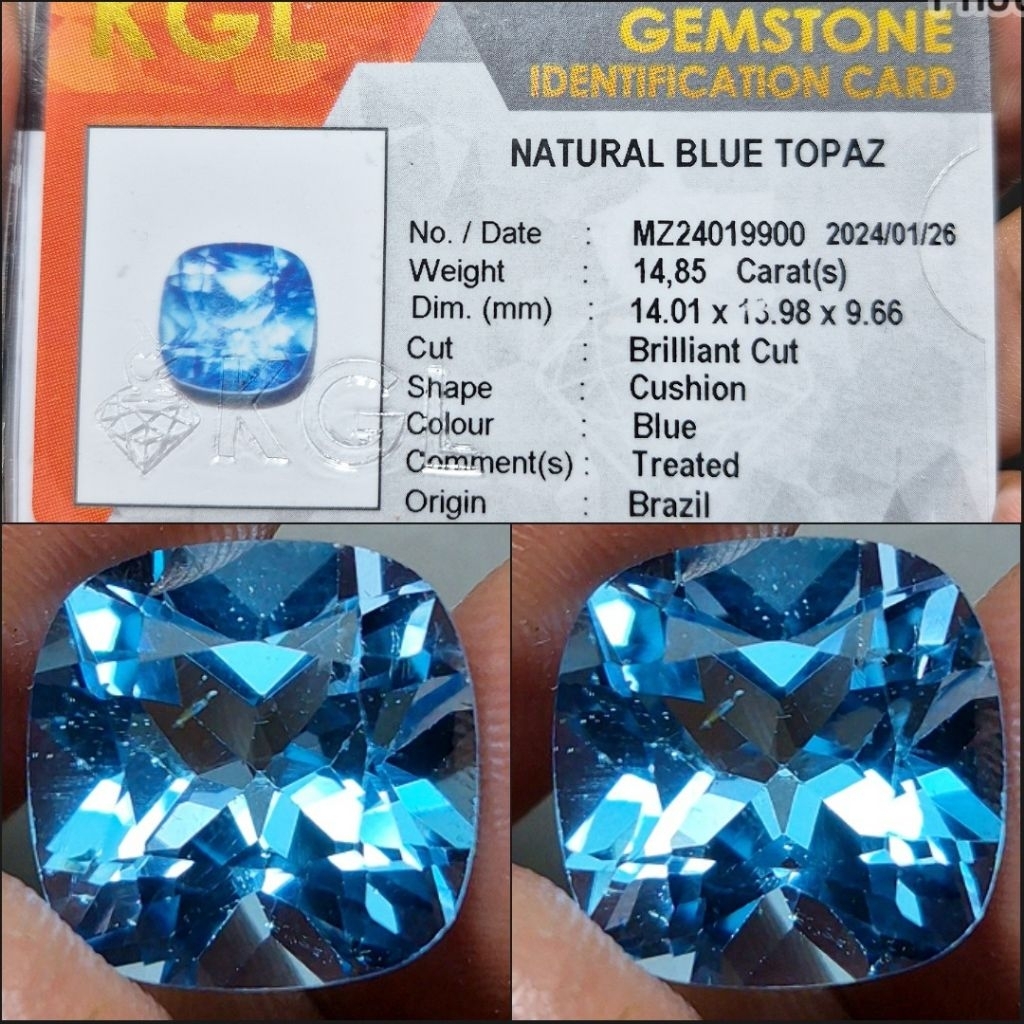 KGL
GEMSTONE
IDENTIFICATION CARD
NATURAL BLUE TOPAZ
No. / Date : MZ24019900 2024/01/26
Weight : 14,85 Carat(s)
Dim. (mm) : 14.01 x 13.98 x 9.66
Cut : Brilliant Cut
Shape : Cushion
Colour : Blue
Comment(s) : Treated
Origin : Brazil
KGL